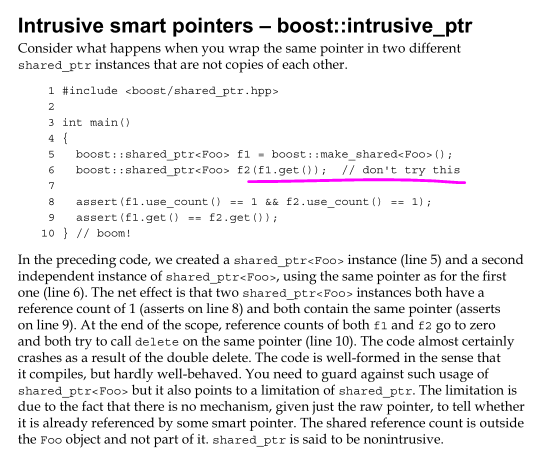 Intrusive smart pointers – boost::intrusive_ptr
Consider what happens when you wrap the same pointer in two different
shared_ptr instances that are not copies of each other.
1 #include <boost/shared_ptr.hpp>
2
3 int main()
4 {
5   boost::shared_ptr<Foo> f1 = boost::make_shared<Foo>();
6   boost::shared_ptr<Foo> f2(f1.get());  // don't try this
7
8   assert(f1.use_count() == 1 && f2.use_count() == 1);
9   assert(f1.get() == f2.get());
10 } // boom!
In the preceding code, we created a shared_ptr<Foo> instance (line 5) and a second
independent instance of shared_ptr<Foo>, using the same pointer as for the first
one (line 6). The net effect is that two shared_ptr<Foo> instances both have a
reference count of 1 (asserts on line 8) and both contain the same pointer (asserts
on line 9). At the end of the scope, reference counts of both f1 and f2 go to zero
and both try to call delete on the same pointer (line 10). The code almost certainly
crashes as a result of the double delete. The code is well-formed in the sense that
it compiles, but hardly well-behaved. You need to guard against such usage of
shared_ptr<Foo> but it also points to a limitation of shared_ptr. The limitation is
due to the fact that there is no mechanism, given just the raw pointer, to tell whether
it is already referenced by some smart pointer. The shared reference count is outside
the Foo object and not part of it. shared_ptr is said to be nonintrusive.